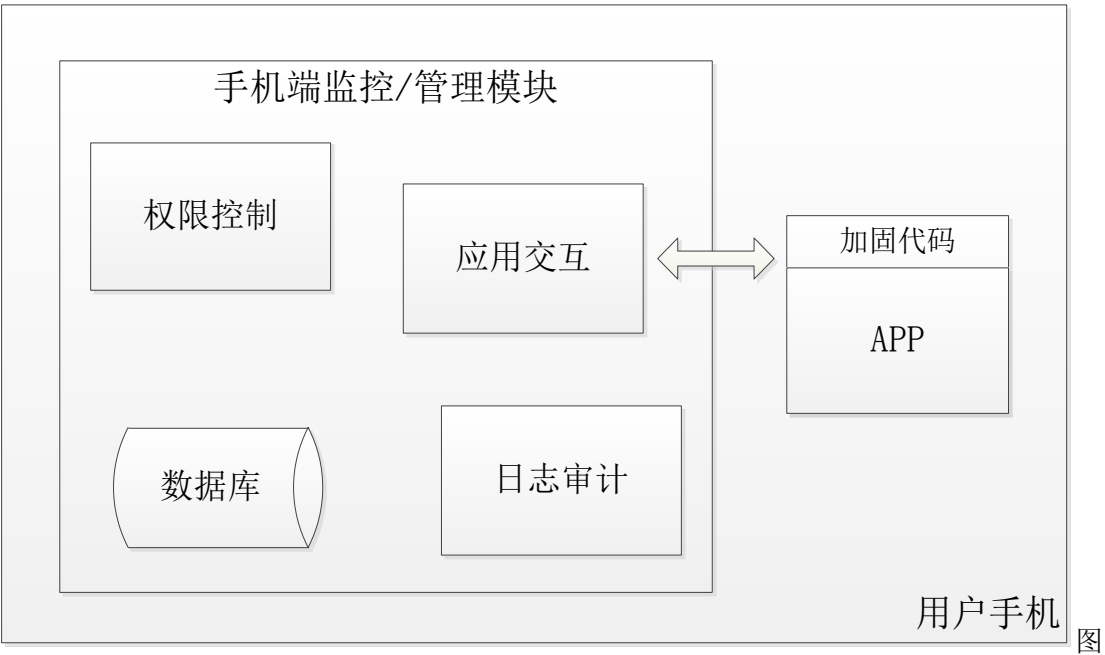 手机端监控/管理模块
权限控制
应用交互
加固代码
APP
数据库
日志审计
用户手机
图